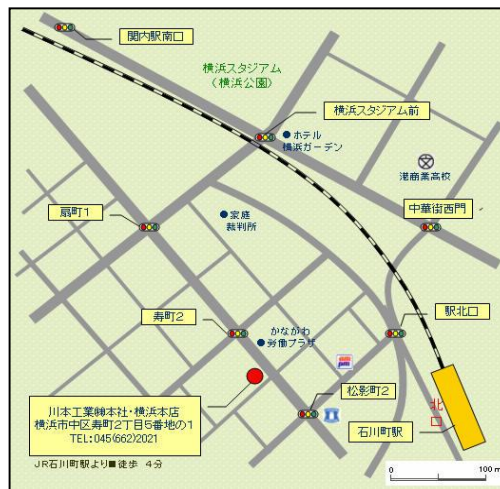 関内駅南口
横浜スタジアム
(横浜公園)
横浜スタジアム前
ホテル
横浜ガーデン
港商業高校
扇町1
家庭
裁判所
中華街西門
寿町2
かながわ
労働プラザ
駅北口
川本工業㈱本社・横浜本店
横浜市中区寿町2丁目5番地の1
TEL:045(662)2021
松影町2
北口
石川町駅
JR石川町駅より■徒歩 4分
0 100 m